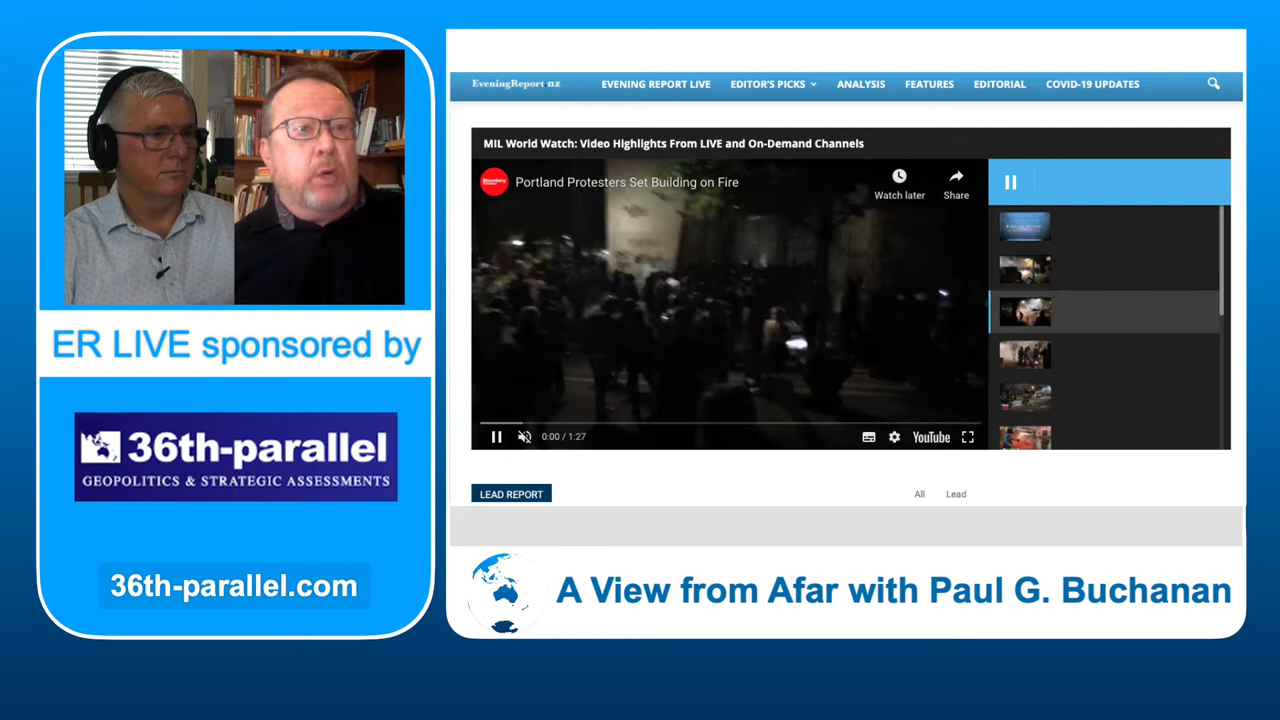 ER LIVE sponsored by
36th-parallel
GEOPOLITICS & STRATEGIC ASSESSMENTS
36th-parallel.com
EveningReport nz
EVENING REPORT LIVE
EDITOR'S PICKS
ANALYSIS
FEATURES
EDITORIAL
COVID-19 UPDATES
MIL World Watch: Video Highlights From LIVE and On-Demand Channels
Portland Protesters Set Building on Fire
Watch later
Share
0:00 / 1:27
YouTube
LEAD REPORT
All
Lead
A View from Afar with Paul G. Buchanan